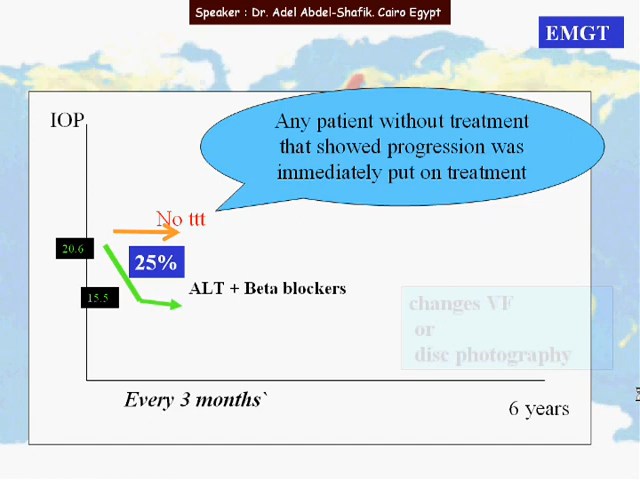 Speaker : Dr. Adel Abdel-Shafik. Cairo Egypt
EMGT
IOP
Any patient without treatment
that showed progression was
immediately put on treatment
No ttt
20.6
25%
15.5
ALT + Beta blockers
changes VF
or
disc photography
Every 3 months`
6 years